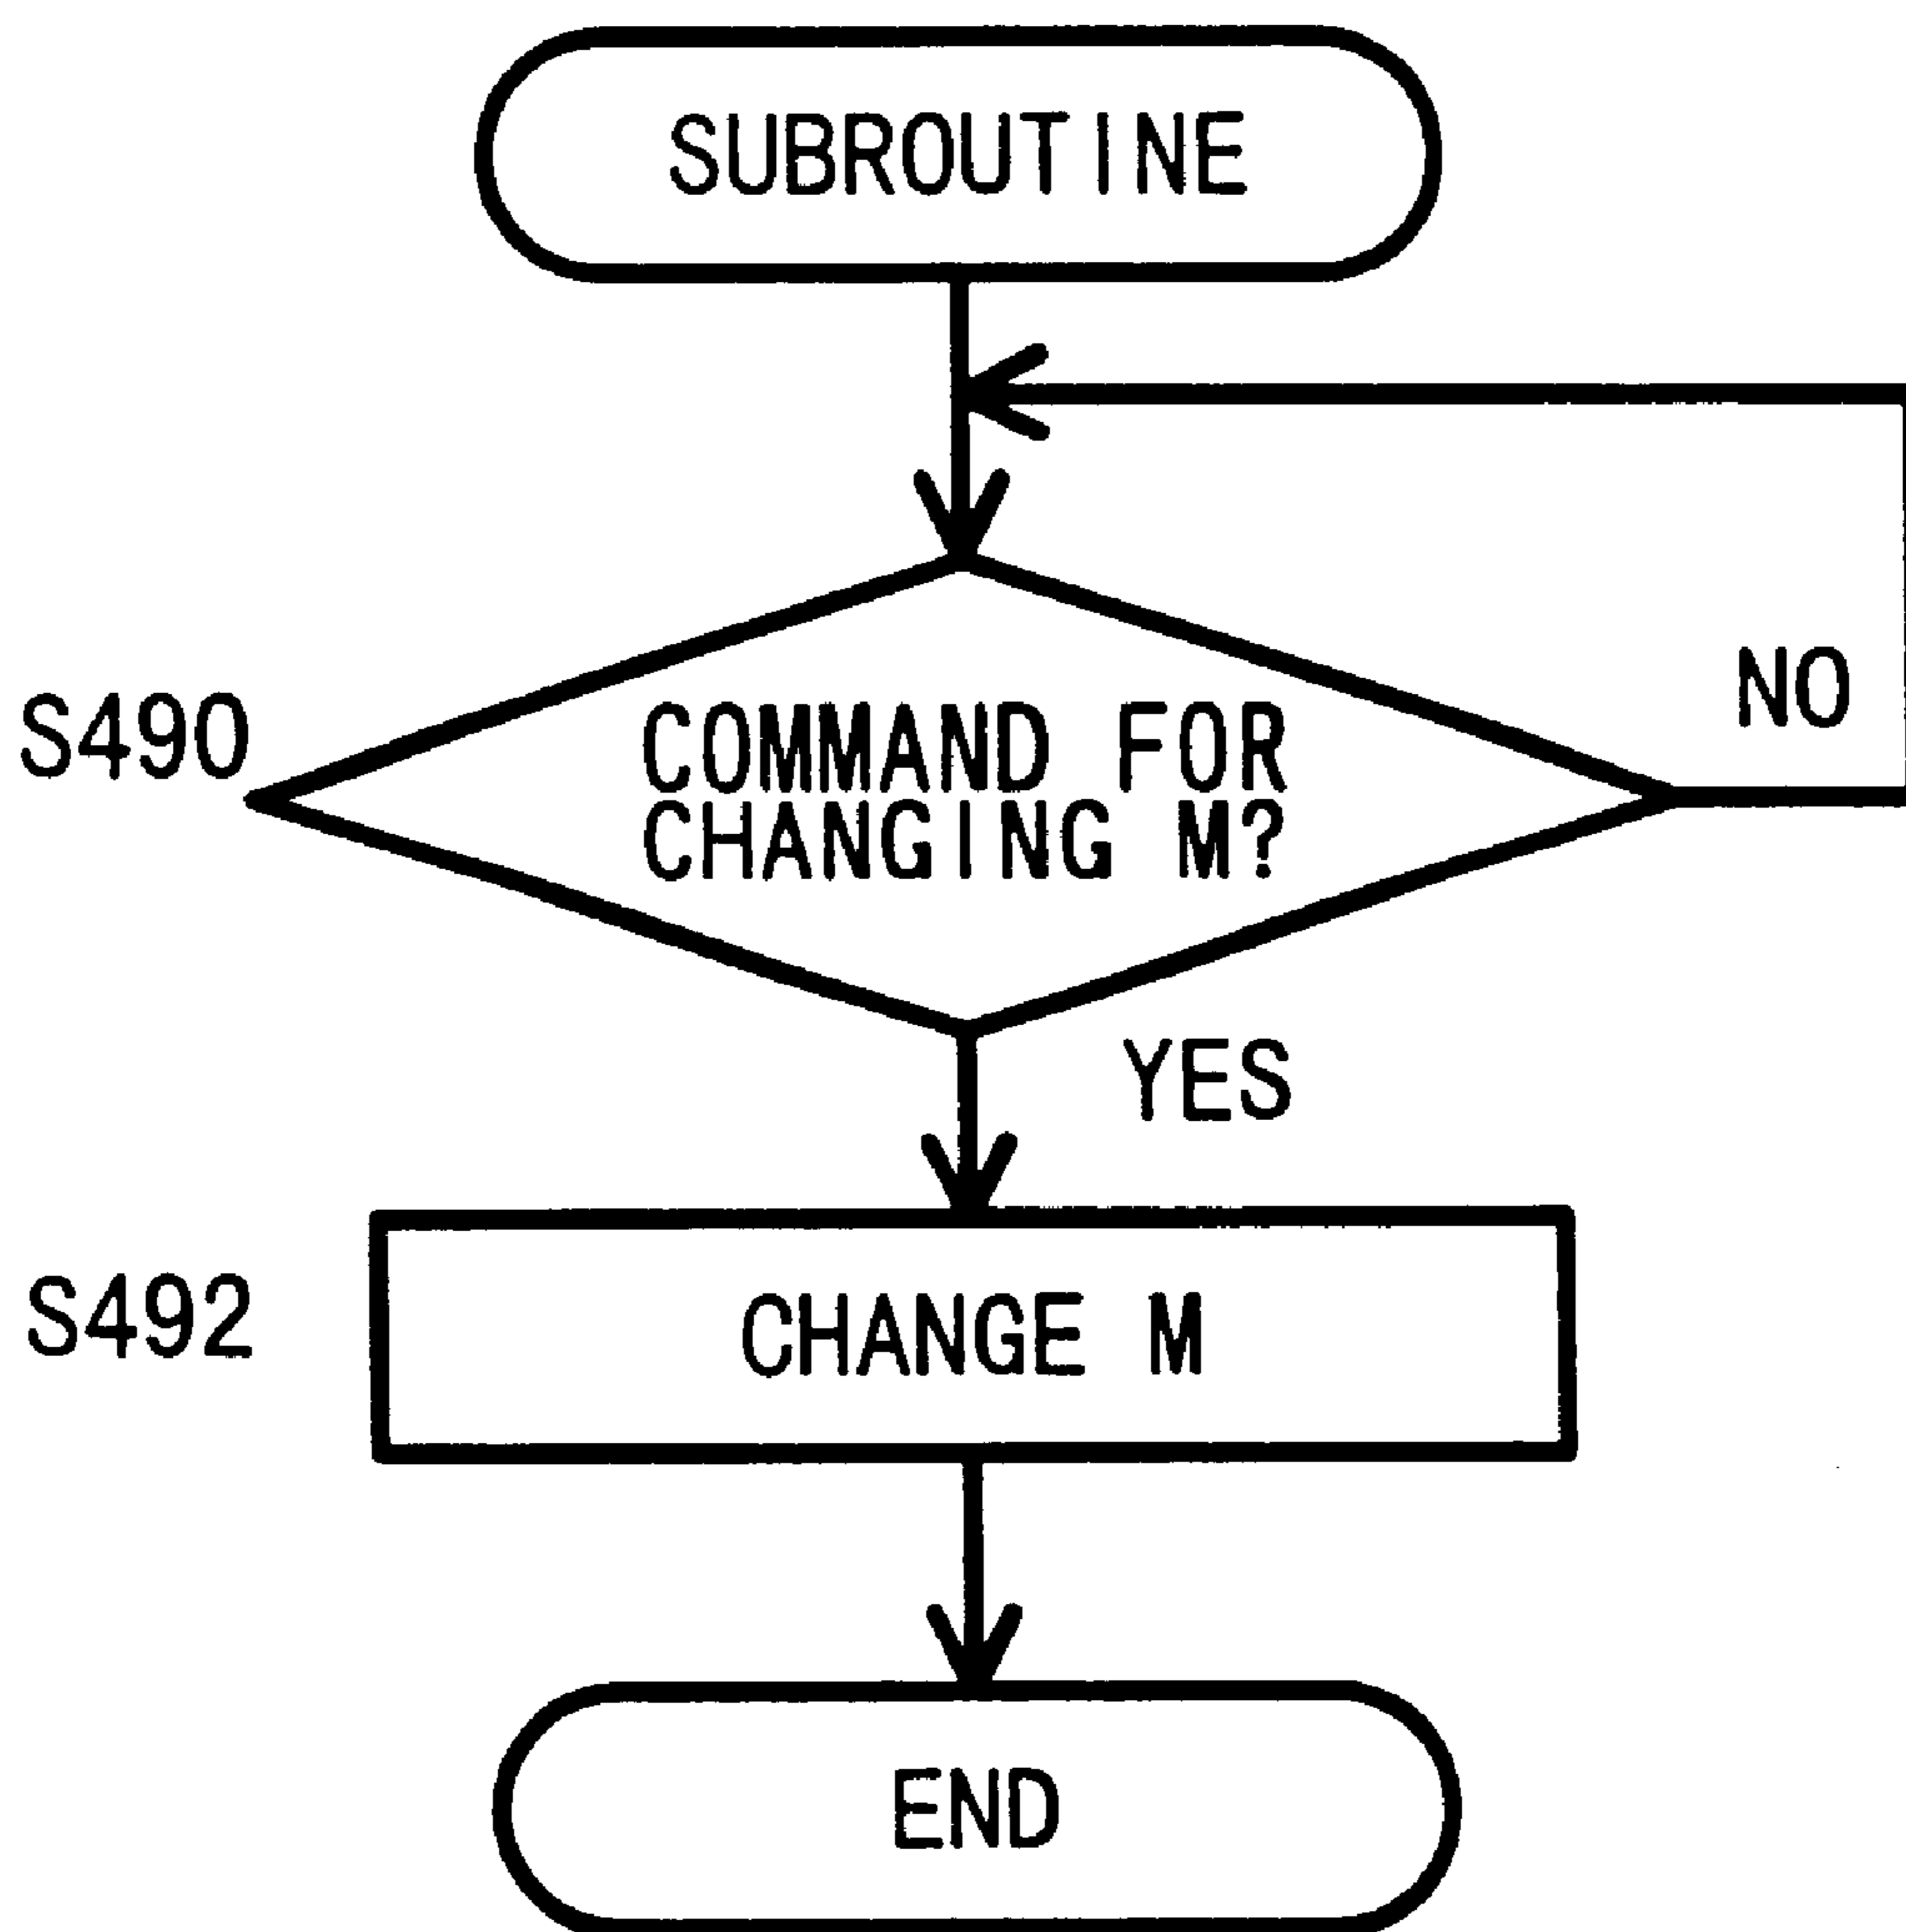 SUBROUTINE
S490
COMMAND FOR
CHANGING M?
NO
YES
S492
CHANGE M
END